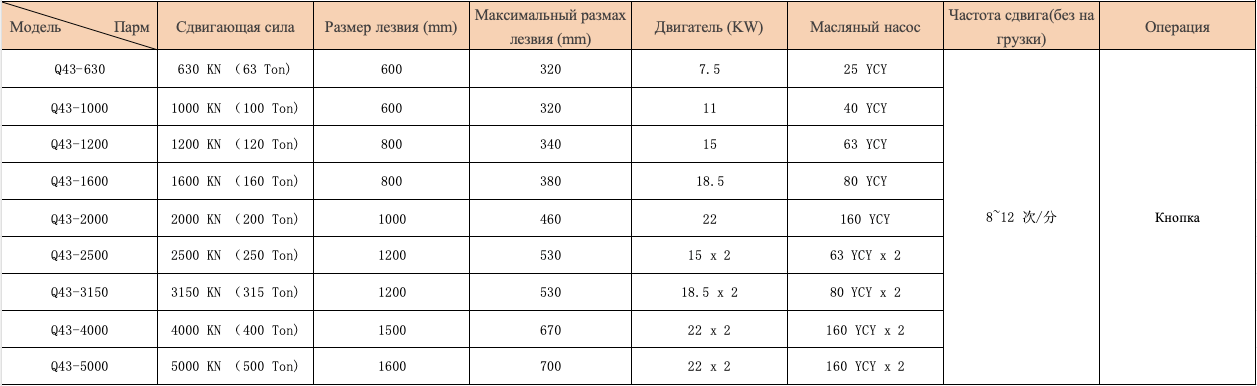 Модель Парм Сдвигающая сила Размер лезвия (mm) Максимальный размах лезвия (mm) Двигатель (KW) Масляный насос Частота сдвига(без на грузки) Операция
Q43-630 630 KN （63 Ton) 600 320 7.5 25 YCY
Q43-1000 1000 KN （100 Ton) 600 320 11 40 YCY
Q43-1200 1200 KN （120 Ton) 800 340 15 63 YCY
Q43-1600 1600 KN （160 Ton) 800 380 18.5 80 YCY
Q43-2000 2000 KN （200 Ton) 1000 460 22 160 YCY 8~12 次/分 Кнопка
Q43-2500 2500 KN （250 Ton) 1200 530 15 x 2 63 YCY x 2
Q43-3150 3150 KN （315 Ton) 1200 530 18.5 x 2 80 YCY x 2
Q43-4000 4000 KN （400 Ton) 1500 670 22 x 2 160 YCY x 2
Q43-5000 5000 KN （500 Ton) 1600 700 22 x 2 160 YCY x 2